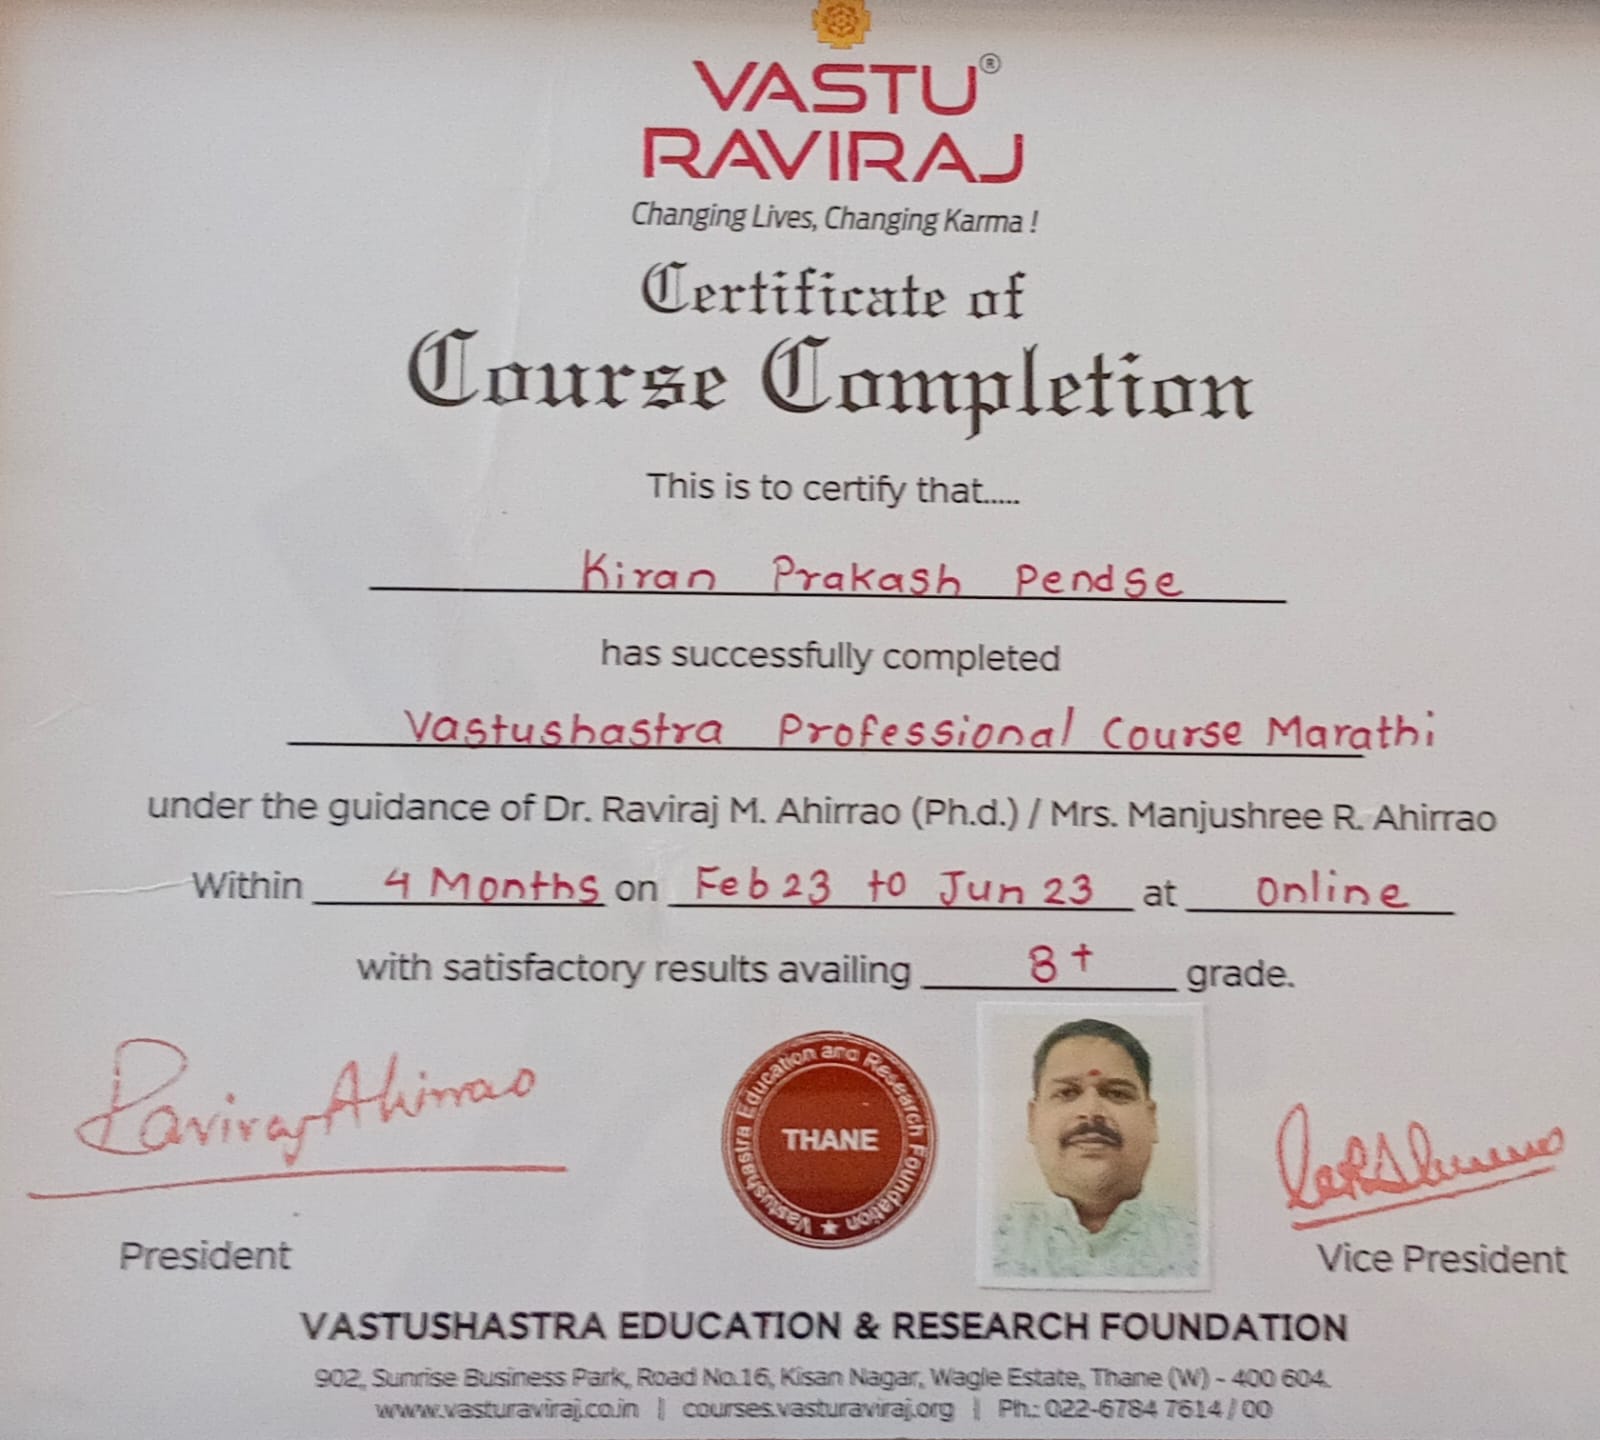 VASTU®
RAVIRAJ
Changing Lives, Changing Karma !
Certificate of
Course Completion
This is to certify that.....
Kiran Prakash Pendse
has successfully completed
Vastushastra Professional Course Marathi
under the guidance of Dr. Raviraj M. Ahirrao (Ph.d.) / Mrs. Manjushree R. Ahirrao
Within 4 Months on Feb 23 to Jun 23 at Online
with satisfactory results availing B+ grade.
Raviraj Ahirrao
Vastushastra Education and Research Foundation ★
THANE
President
Vice President
VASTUSHASTRA EDUCATION & RESEARCH FOUNDATION
902, Sunrise Business Park, Road No.16, Kisan Nagar, Wagle Estate, Thane (W) - 400 604.
www.vasturaviraj.co.in | courses.vasturaviraj.org | Ph.: 022-6784 7614 / 00